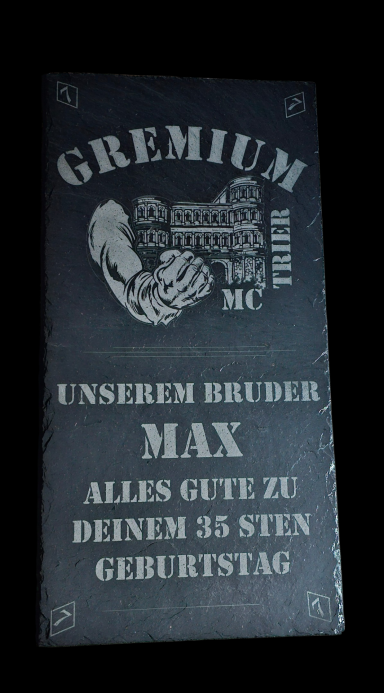 GREMIUM
TRIER
MC
UNSEREM BRUDER
MAX
ALLES GUTE ZU
DEINEM 35 STEN
GEBURTSTAG